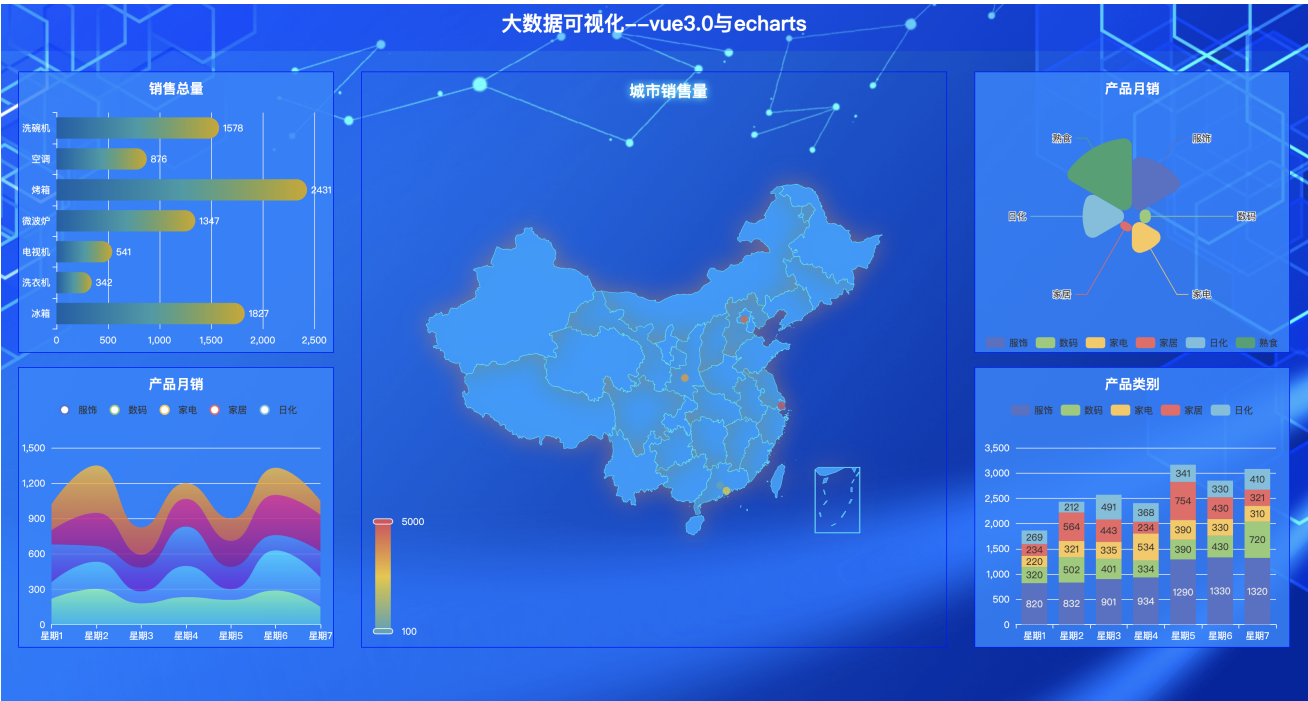 大数据可视化--vue3.0与echarts
销售总量
洗碗机
1578
空调
876
烤箱
2431
微波炉
1347
电视机
541
洗衣机
342
冰箱
1827
0 500 1,000 1,500 2,000 2,500
产品月销
服饰 数码 家电 家居 日化
1,500
1,200
900
600
300
0
星期1 星期2 星期3 星期4 星期5 星期6 星期7
城市销售量
5000
100
产品月销
熟食 服饰
日化 数码
家居 家电
服饰 数码 家电 家居 日化 熟食
产品类别
服饰 数码 家电 家居 日化
3,500
3,000
2,500
2,000
1,500
1,000
500
0
269 212 491 368 341 330 410
234 564 443 234 754 430 321
220 321 335 534 390 330 310
320 502 401 334 390 430 720
820 832 901 934 1290 1330 1320
星期1 星期2 星期3 星期4 星期5 星期6 星期7